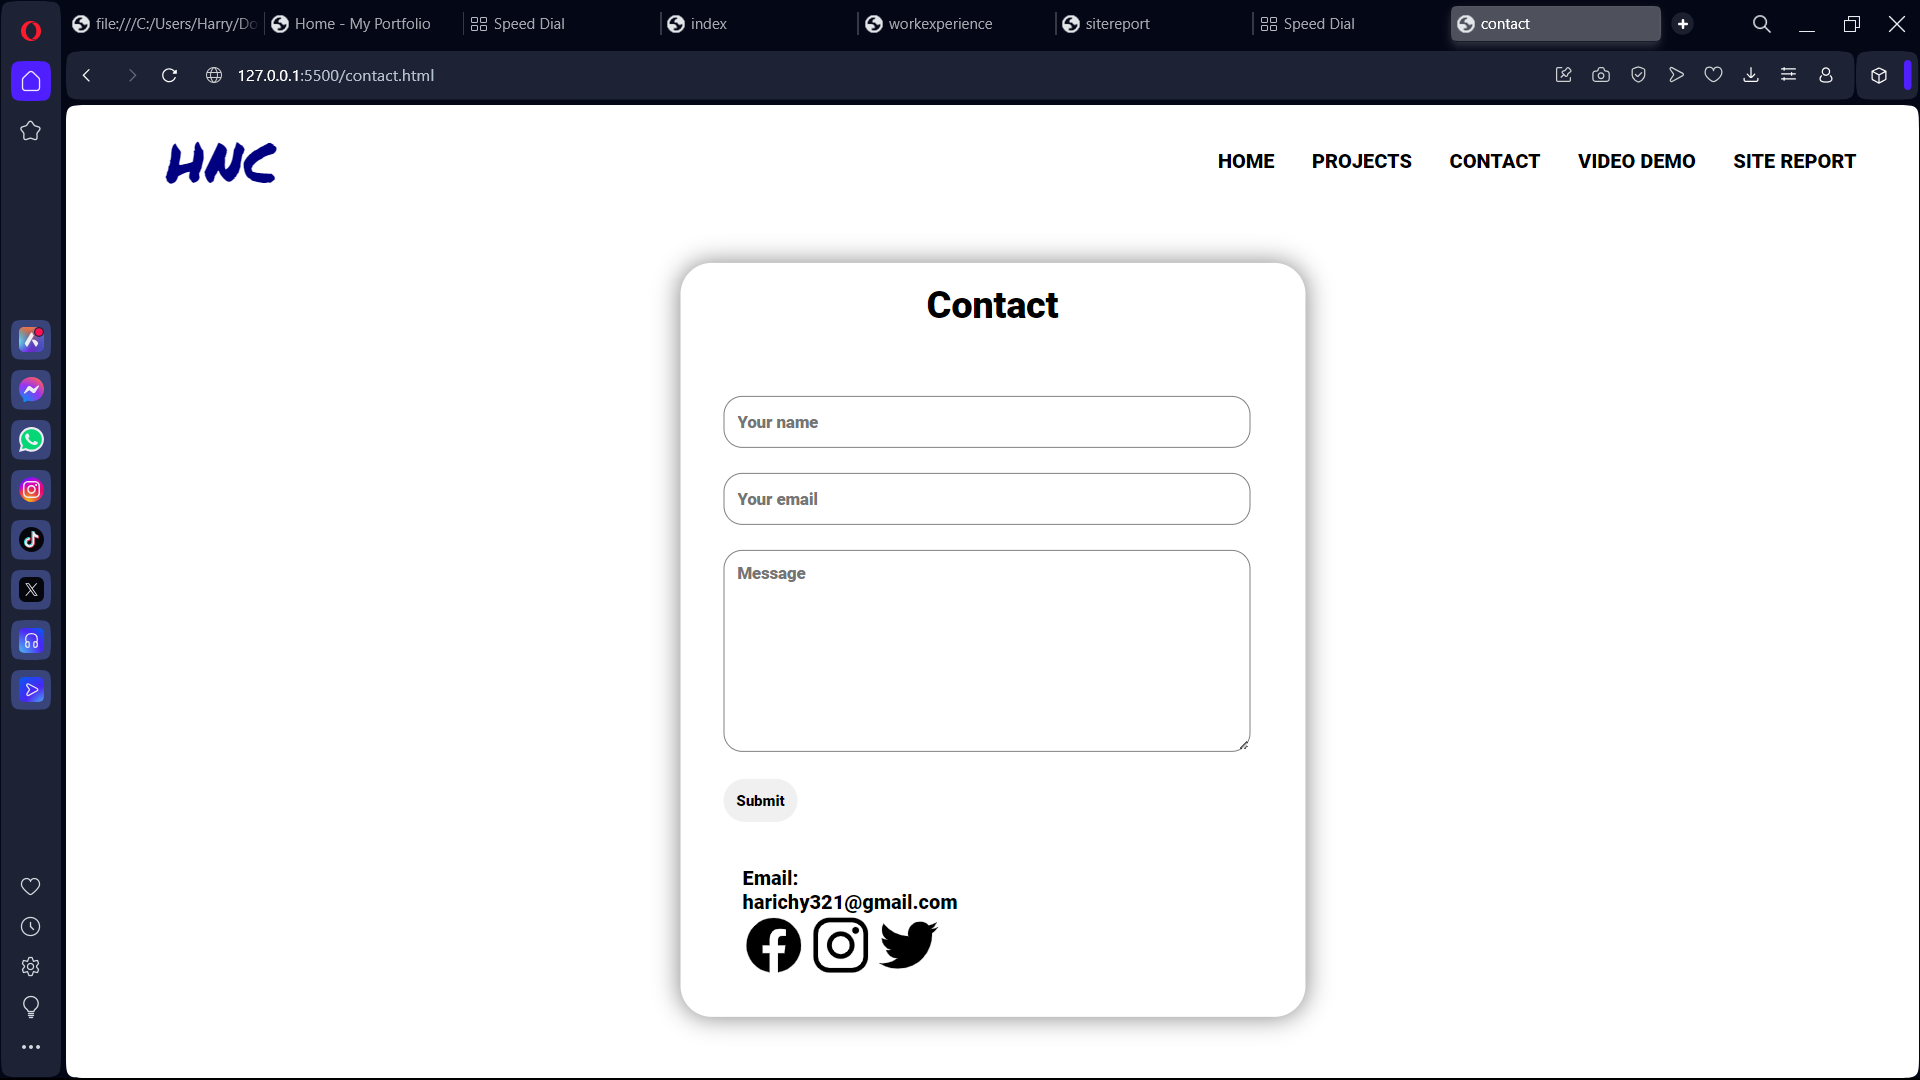 file:///C:/Users/Harry/Do
Home - My Portfolio
Speed Dial
index
workexperience
sitereport
Speed Dial
contact
127.0.0.1:5500/contact.html
HNC
HOME
PROJECTS
CONTACT
VIDEO DEMO
SITE REPORT
Contact
Your name
Your email
Message
Submit
Email:
harichy321@gmail.com